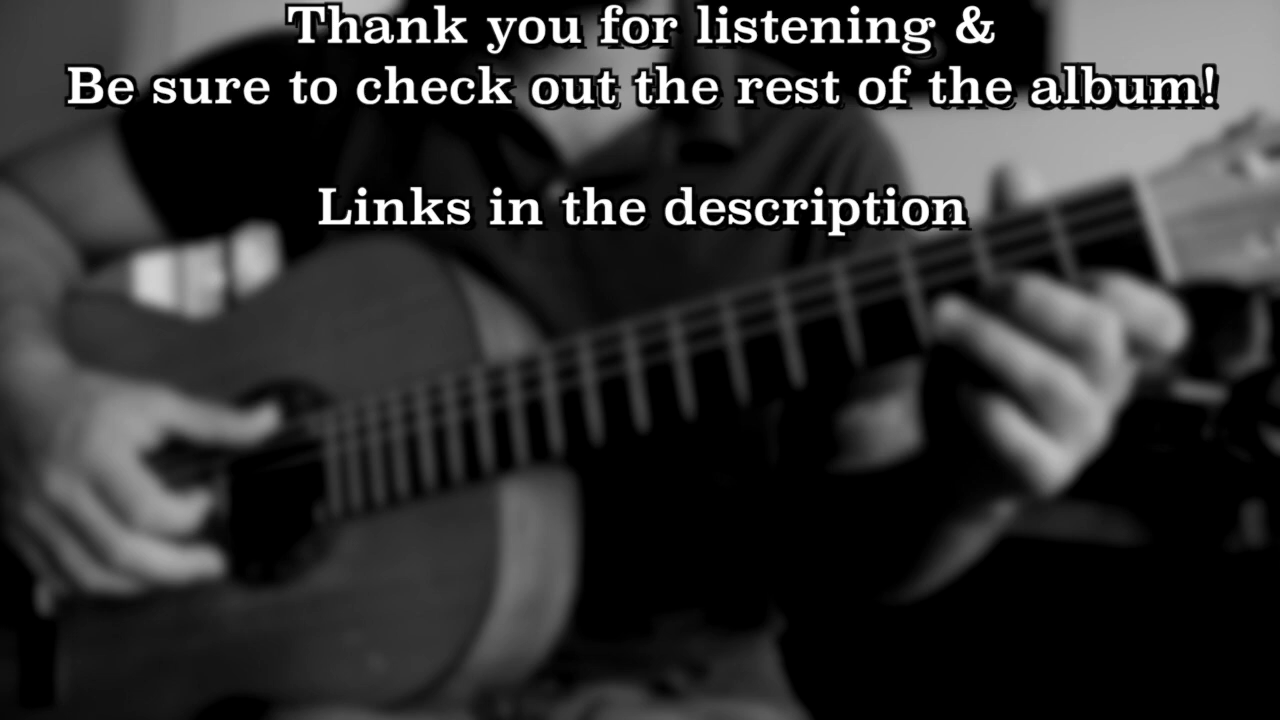 Thank you for listening &
Be sure to check out the rest of the album!
Links in the description